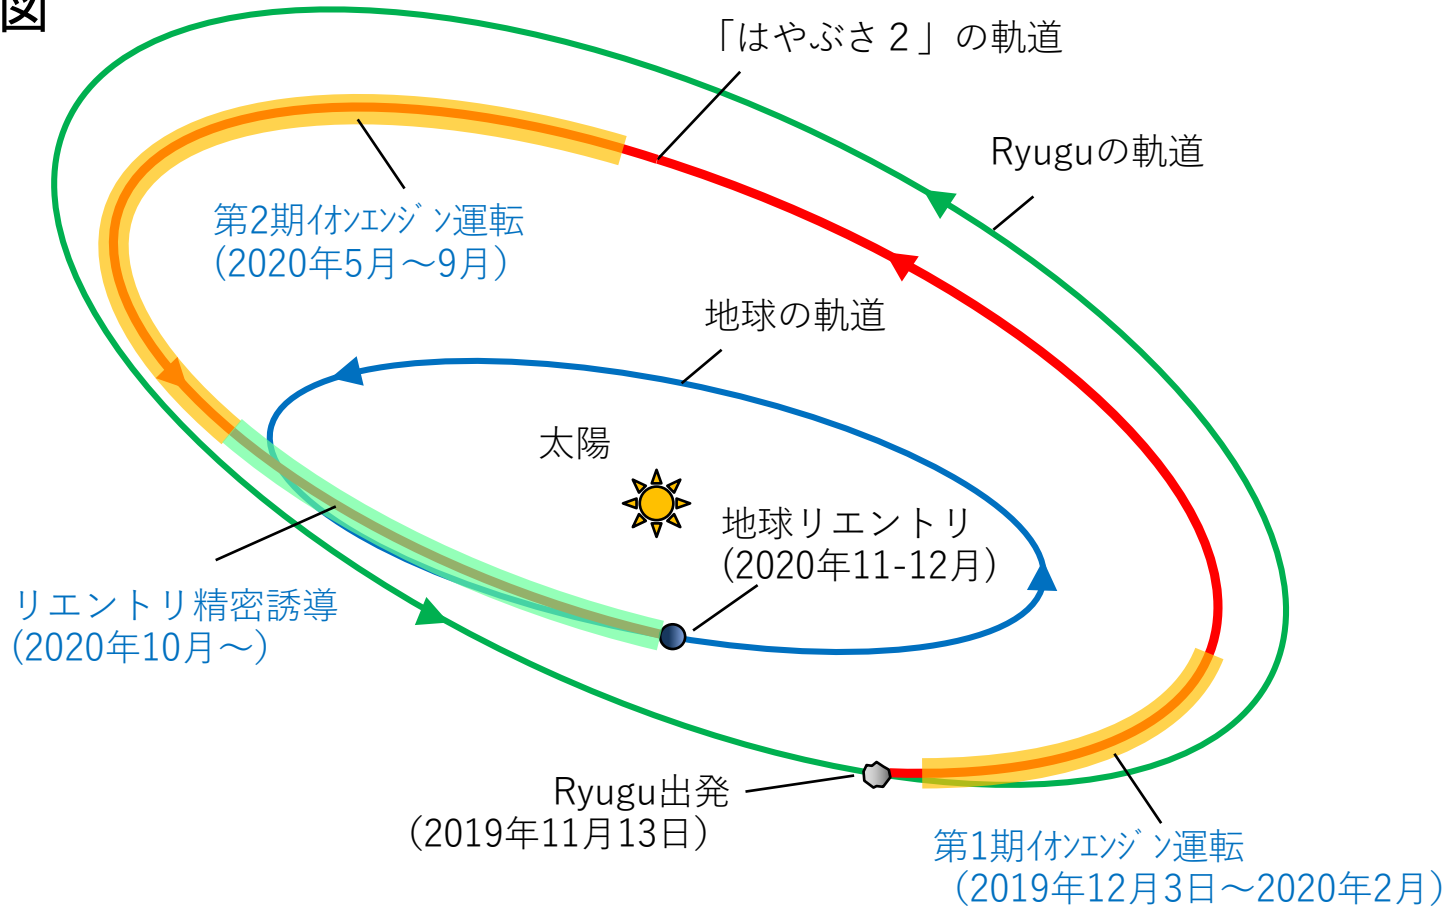 図
「はやぶさ２」の軌道
Ryuguの軌道
第2期ｲｵﾝｴﾝｼﾞﾝ運転
(2020年5月～9月)
地球の軌道
太陽
地球リエントリ
(2020年11-12月)
リエントリ精密誘導
(2020年10月～)
Ryugu出発
(2019年11月13日)
第1期ｲｵﾝｴﾝｼﾞﾝ運転
(2019年12月3日～2020年2月)